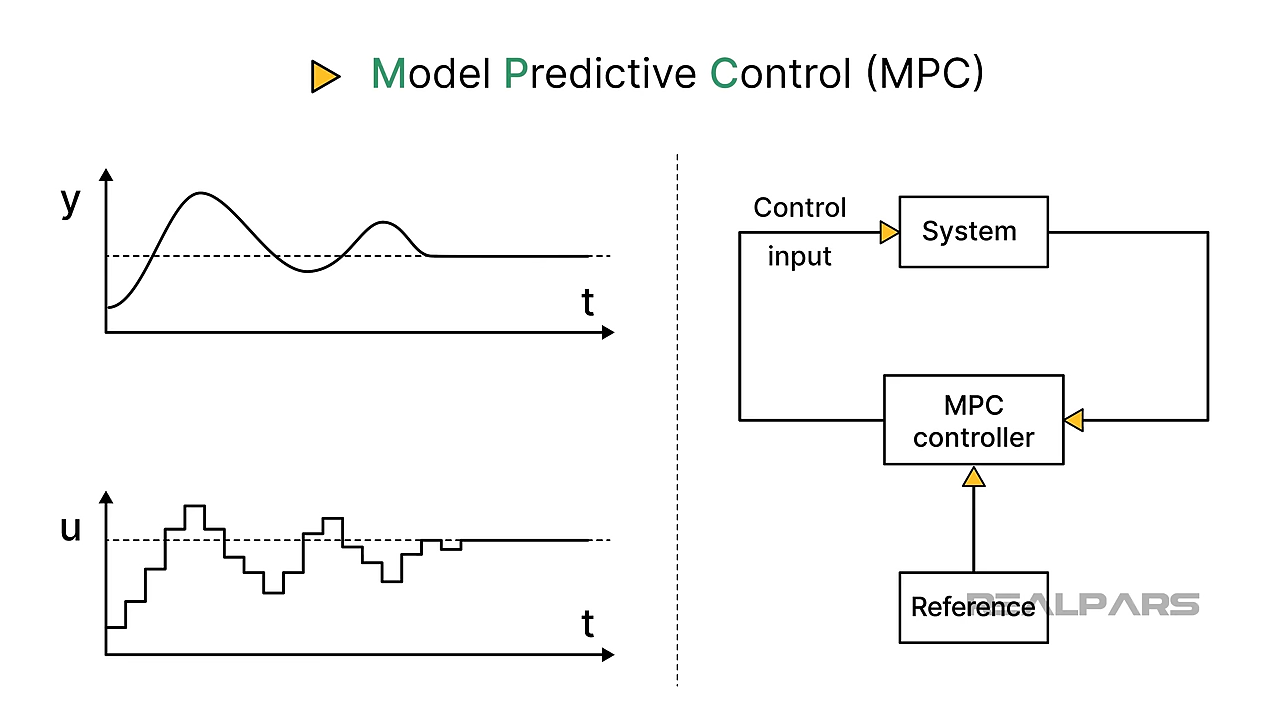 Model Predictive Control (MPC)
y
t
u
t
Control
input
System
MPC
controller
Reference
REALPARS